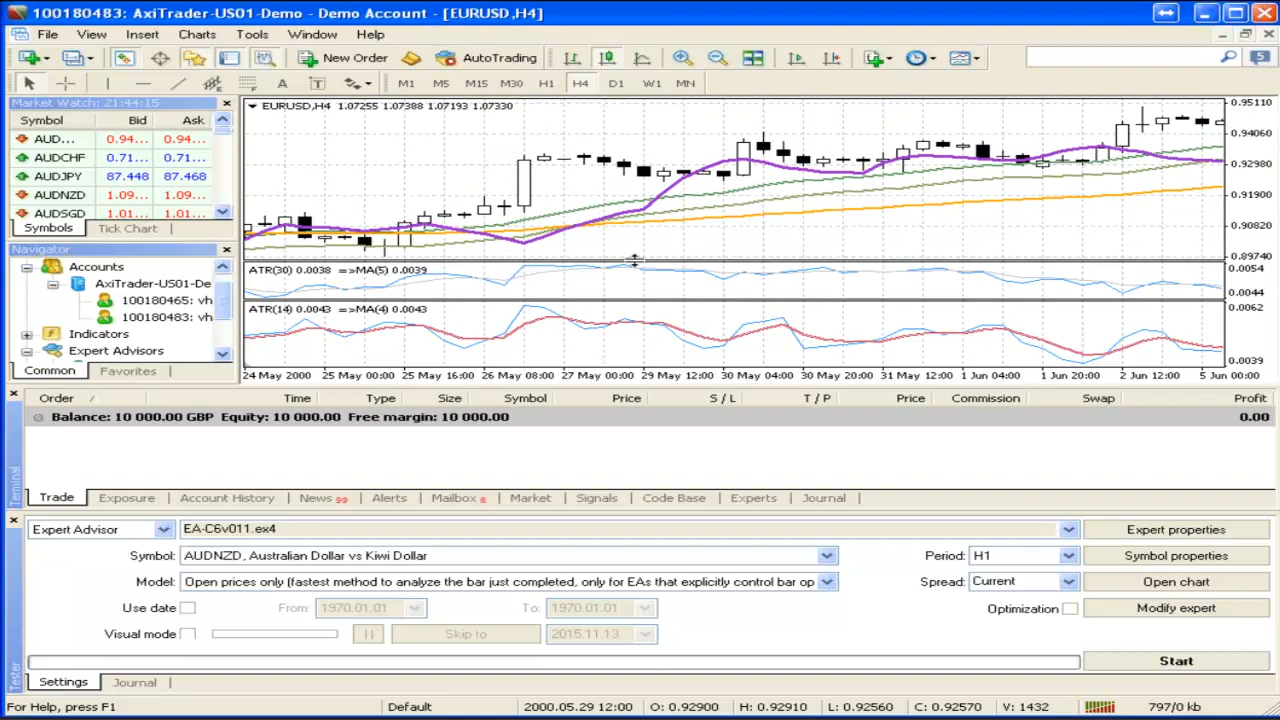 100180483: AxiTrader-US01-Demo - Demo Account - [EURUSD,H4]
File View Insert Charts Tools Window Help
New Order AutoTrading
A T M1 M5 M15 M30 H1 H4 D1 W1 MN
Market Watch: 21:44:15
Symbol Bid Ask
AUD... 0.94... 0.94...
AUDCHF 0.71... 0.71...
AUDJPY 87.448 87.468
AUDNZD 1.09... 1.09...
AUDSGD 1.01... 1.01...
Symbols Tick Chart
Navigator
Accounts
AxiTrader-US01-De
100180465: vh
100180483: vh
Indicators
Expert Advisors
Common Favorites
EURUSD,H4 1.07255 1.07388 1.07193 1.07330
0.95110
0.94060
0.92980
0.91900
0.90820
0.89740
ATR(30) 0.0038 =>MA(5) 0.0039
0.0054
0.0044
ATR(14) 0.0043 =>MA(4) 0.0043
0.0062
0.0039
24 May 2000 25 May 00:00 25 May 16:00 26 May 08:00 27 May 00:00 29 May 12:00 30 May 04:00 30 May 20:00 31 May 12:00 1 Jun 04:00 1 Jun 20:00 2 Jun 12:00 5 Jun 00:00
Order Time Type Size Symbol Price S / L T / P Price Commission Swap Profit
Balance: 10 000.00 GBP Equity: 10 000.00 Free margin: 10 000.00 0.00
Terminal
Trade Exposure Account History News 99 Alerts Mailbox 6 Market Signals Code Base Experts Journal
Expert Advisor EA-C6v011.ex4 Expert properties
Symbol: AUDNZD, Australian Dollar vs Kiwi Dollar Period: H1 Symbol properties
Model: Open prices only (fastest method to analyze the bar just completed, only for EAs that explicitly control bar op Spread: Current Open chart
Use date From: 1970.01.01 To: 1970.01.01 Optimization Modify expert
Visual mode Skip to 2015.11.13
Start
Tester
Settings Journal
For Help, press F1 Default 2000.05.29 12:00 O: 0.92900 H: 0.92910 L: 0.92560 C: 0.92570 V: 1432 797/0 kb